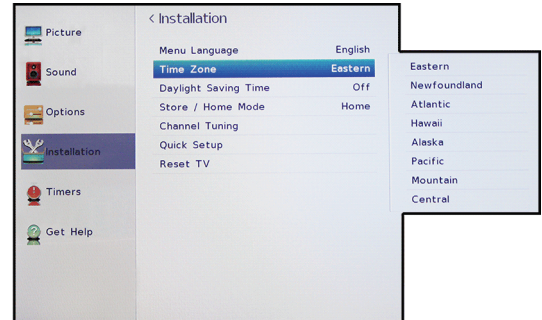 Picture
Sound
Options
Installation
Timers
Get Help
< Installation
Menu Language English
Time Zone Eastern
Daylight Saving Time Off
Store / Home Mode Home
Channel Tuning
Quick Setup
Reset TV
Eastern
Newfoundland
Atlantic
Hawaii
Alaska
Pacific
Mountain
Central